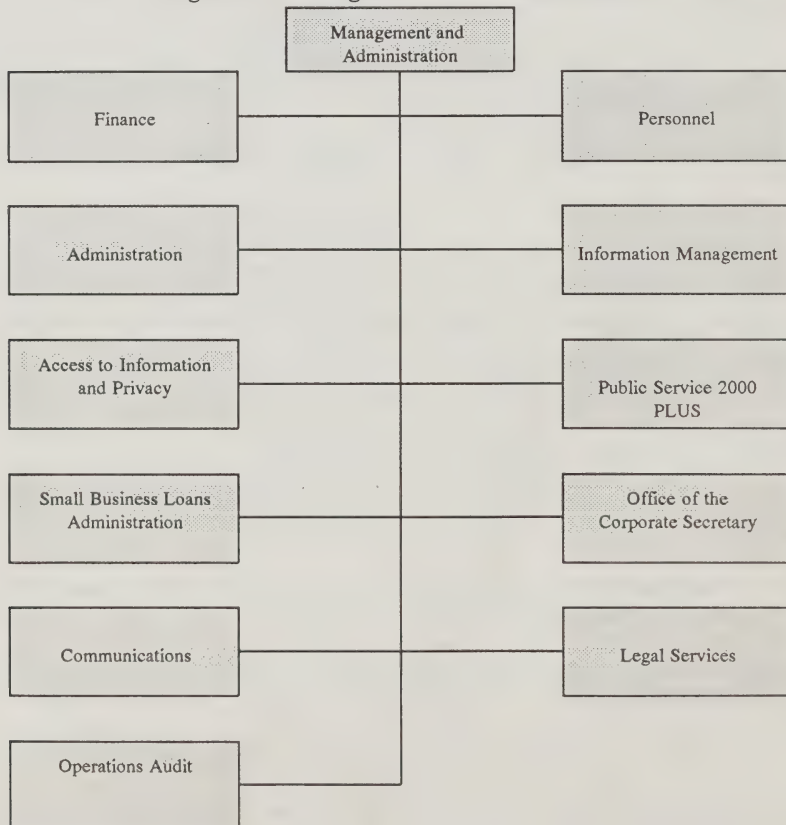 Management and
Administration
Finance
Personnel
Administration
Information Management
Access to Information
and Privacy
Public Service 2000
PLUS
Small Business Loans
Administration
Office of the
Corporate Secretary
Communications
Legal Services
Operations Audit